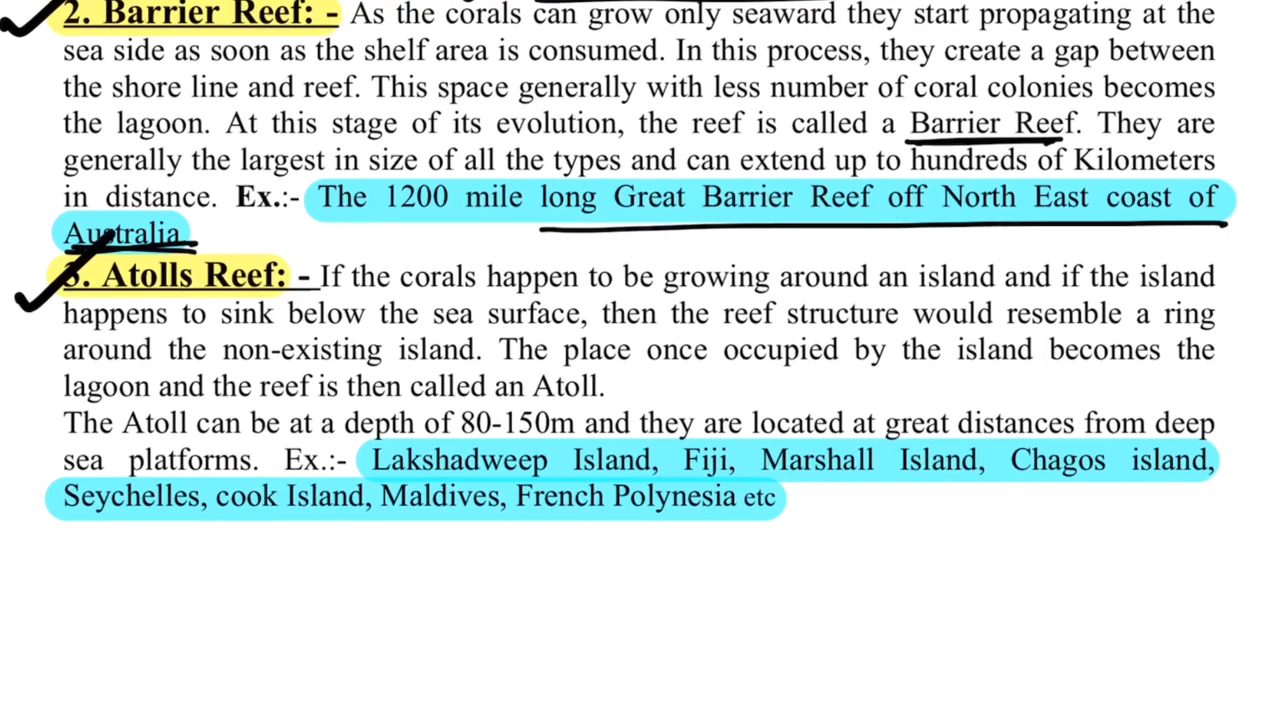 2. Barrier Reef: - As the corals can grow only seaward they start propagating at the
sea side as soon as the shelf area is consumed. In this process, they create a gap between
the shore line and reef. This space generally with less number of coral colonies becomes
the lagoon. At this stage of its evolution, the reef is called a Barrier Reef. They are
generally the largest in size of all the types and can extend up to hundreds of Kilometers
in distance. Ex.:- The 1200 mile long Great Barrier Reef off North East coast of
Australia.
3. Atolls Reef: - If the corals happen to be growing around an island and if the island
happens to sink below the sea surface, then the reef structure would resemble a ring
around the non-existing island. The place once occupied by the island becomes the
lagoon and the reef is then called an Atoll.
The Atoll can be at a depth of 80-150m and they are located at great distances from deep
sea platforms. Ex.:- Lakshadweep Island, Fiji, Marshall Island, Chagos island,
Seychelles, cook Island, Maldives, French Polynesia etc